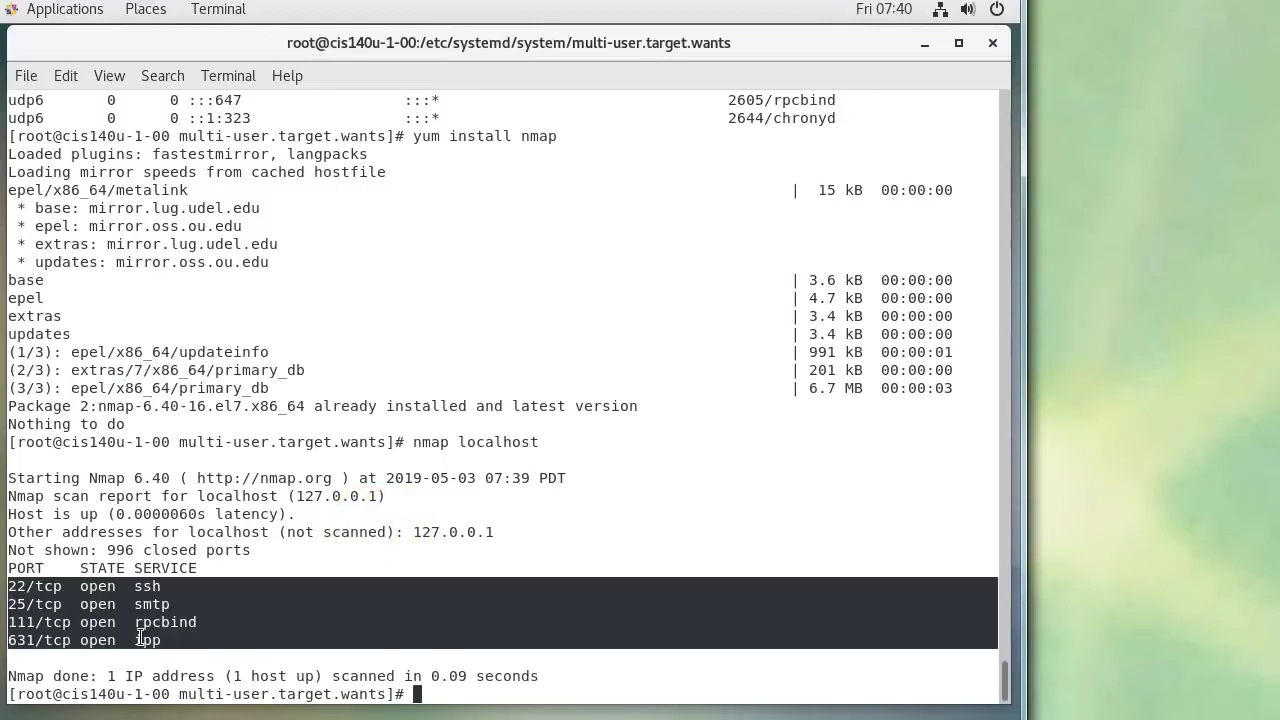 Applications Places Terminal Fri 07:40
root@cis140u-1-00:/etc/systemd/system/multi-user.target.wants
File Edit View Search Terminal Help
udp6 0 0 :::647 :::* 2605/rpcbind
udp6 0 0 ::1:323 :::* 2644/chronyd
[root@cis140u-1-00 multi-user.target.wants]# yum install nmap
Loaded plugins: fastestmirror, langpacks
Loading mirror speeds from cached hostfile
epel/x86_64/metalink | 15 kB 00:00:00
* base: mirror.lug.udel.edu
* epel: mirror.oss.ou.edu
* extras: mirror.lug.udel.edu
* updates: mirror.oss.ou.edu
base | 3.6 kB 00:00:00
epel | 4.7 kB 00:00:00
extras | 3.4 kB 00:00:00
updates | 3.4 kB 00:00:00
(1/3): epel/x86_64/updateinfo | 991 kB 00:00:01
(2/3): extras/7/x86_64/primary_db | 201 kB 00:00:00
(3/3): epel/x86_64/primary_db | 6.7 MB 00:00:03
Package 2:nmap-6.40-16.el7.x86_64 already installed and latest version
Nothing to do
[root@cis140u-1-00 multi-user.target.wants]# nmap localhost
Starting Nmap 6.40 ( http://nmap.org ) at 2019-05-03 07:39 PDT
Nmap scan report for localhost (127.0.0.1)
Host is up (0.0000060s latency).
Other addresses for localhost (not scanned): 127.0.0.1
Not shown: 996 closed ports
PORT STATE SERVICE
22/tcp open ssh
25/tcp open smtp
111/tcp open rpcbind
631/tcp open ipp
Nmap done: 1 IP address (1 host up) scanned in 0.09 seconds
[root@cis140u-1-00 multi-user.target.wants]#